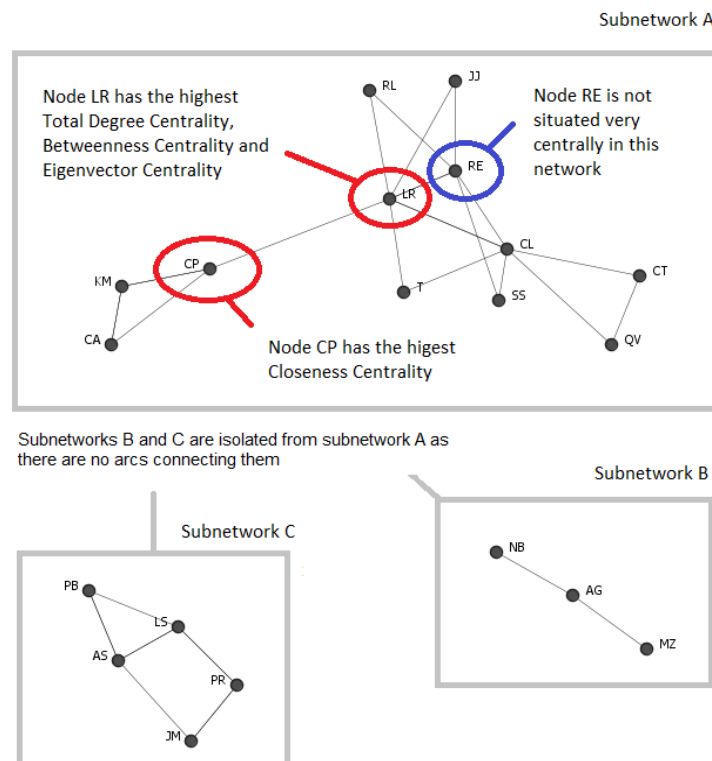 Subnetwork A
Node LR has the highest
Total Degree Centrality,
Betweenness Centrality and
Eigenvector Centrality
Node RE is not
situated very
centrally in this
network
RL
JJ
RE
LR
CL
CP
KM
CA
T
SS
CT
QV
Node CP has the higest
Closeness Centrality
Subnetworks B and C are isolated from subnetwork A as
there are no arcs connecting them
Subnetwork B
NB
AG
MZ
Subnetwork C
PB
LS
AS
PR
JM